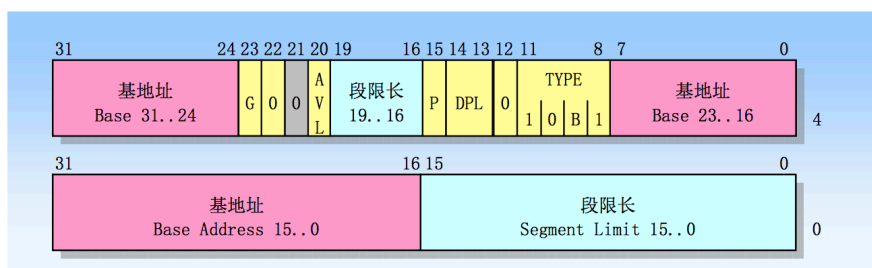 31 24 23 22 21 20 19 16 15 14 13 12 11 8 7 0
基地址 Base 31..24 G 0 0 AVL 段限长 19..16 P DPL 0 TYPE 1 0 B 1 基地址 Base 23..16 4
31 16 15 0
基地址 段限长
Base Address 15..0 Segment Limit 15..0 0